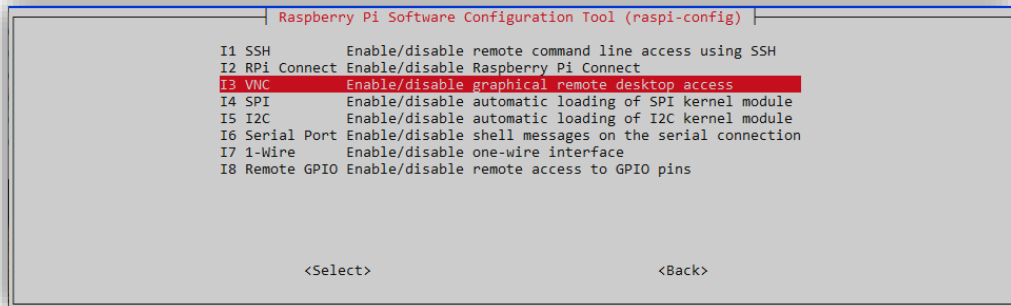 Raspberry Pi Software Configuration Tool (raspi-config)
I1 SSH Enable/disable remote command line access using SSH
I2 RPi Connect Enable/disable Raspberry Pi Connect
I3 VNC Enable/disable graphical remote desktop access
I4 SPI Enable/disable automatic loading of SPI kernel module
I5 I2C Enable/disable automatic loading of I2C kernel module
I6 Serial Port Enable/disable shell messages on the serial connection
I7 1-Wire Enable/disable one-wire interface
I8 Remote GPIO Enable/disable remote access to GPIO pins
<Select> <Back>